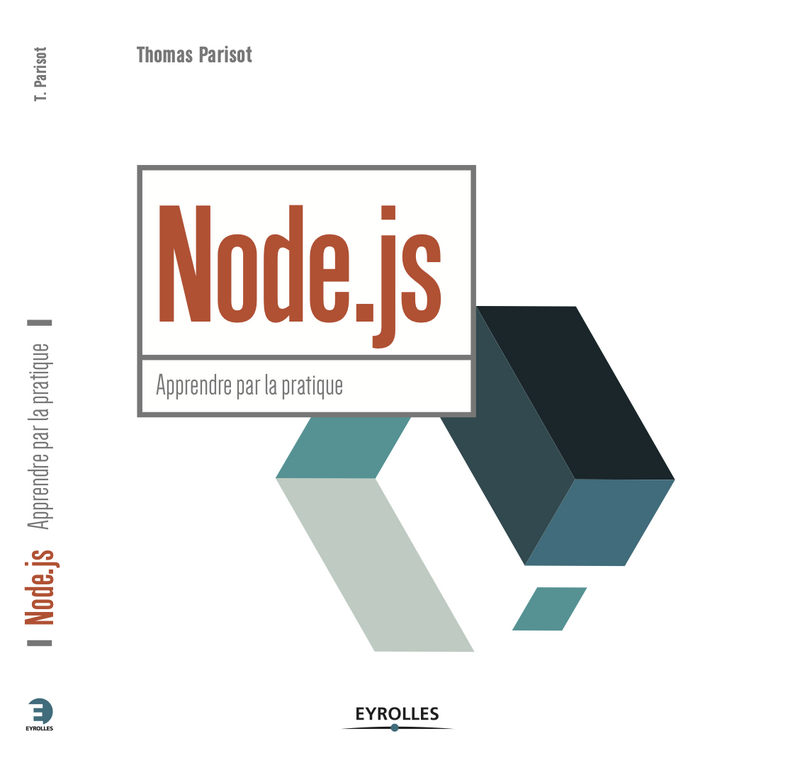 T. Parisot
Apprendre par la pratique
Node.js
EYROLLES
Thomas Parisot
Node.js
Apprendre par la pratique
EYROLLES